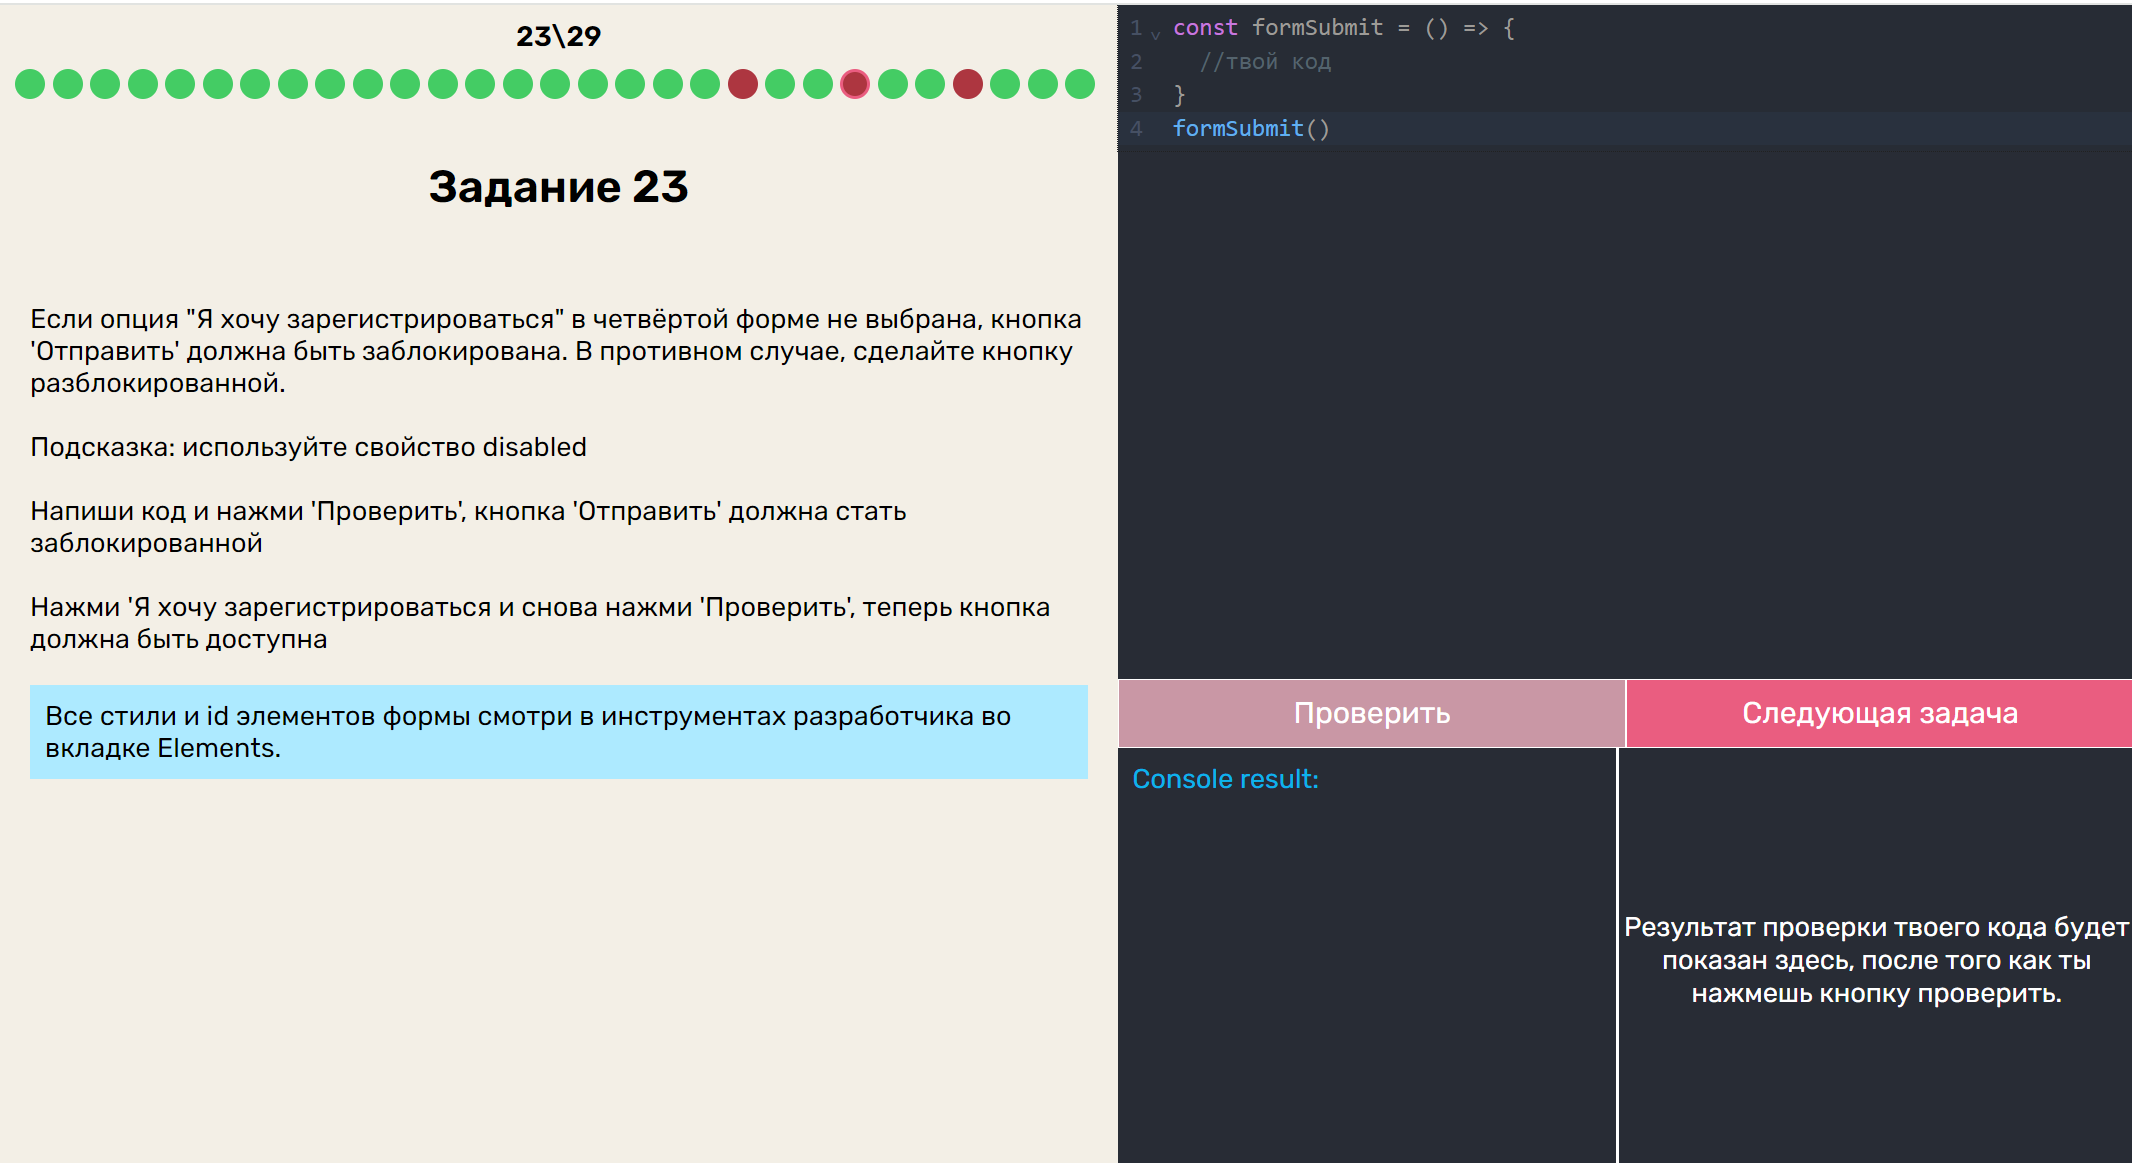 23\29
Задание 23
Если опция "Я хочу зарегистрироваться" в четвёртой форме не выбрана, кнопка
'Отправить' должна быть заблокирована. В противном случае, сделайте кнопку
разблокированной.
Подсказка: используйте свойство disabled
Напиши код и нажми 'Проверить', кнопка 'Отправить' должна стать
заблокированной
Нажми 'Я хочу зарегистрироваться и снова нажми 'Проверить', теперь кнопка
должна быть доступна
Все стили и id элементов формы смотри в инструментах разработчика во
вкладке Elements.
1 const formSubmit = () => {
2 //твой код
3 }
4 formSubmit()
Проверить
Следующая задача
Console result:
Результат проверки твоего кода будет
показан здесь, после того как ты
нажмешь кнопку проверить.